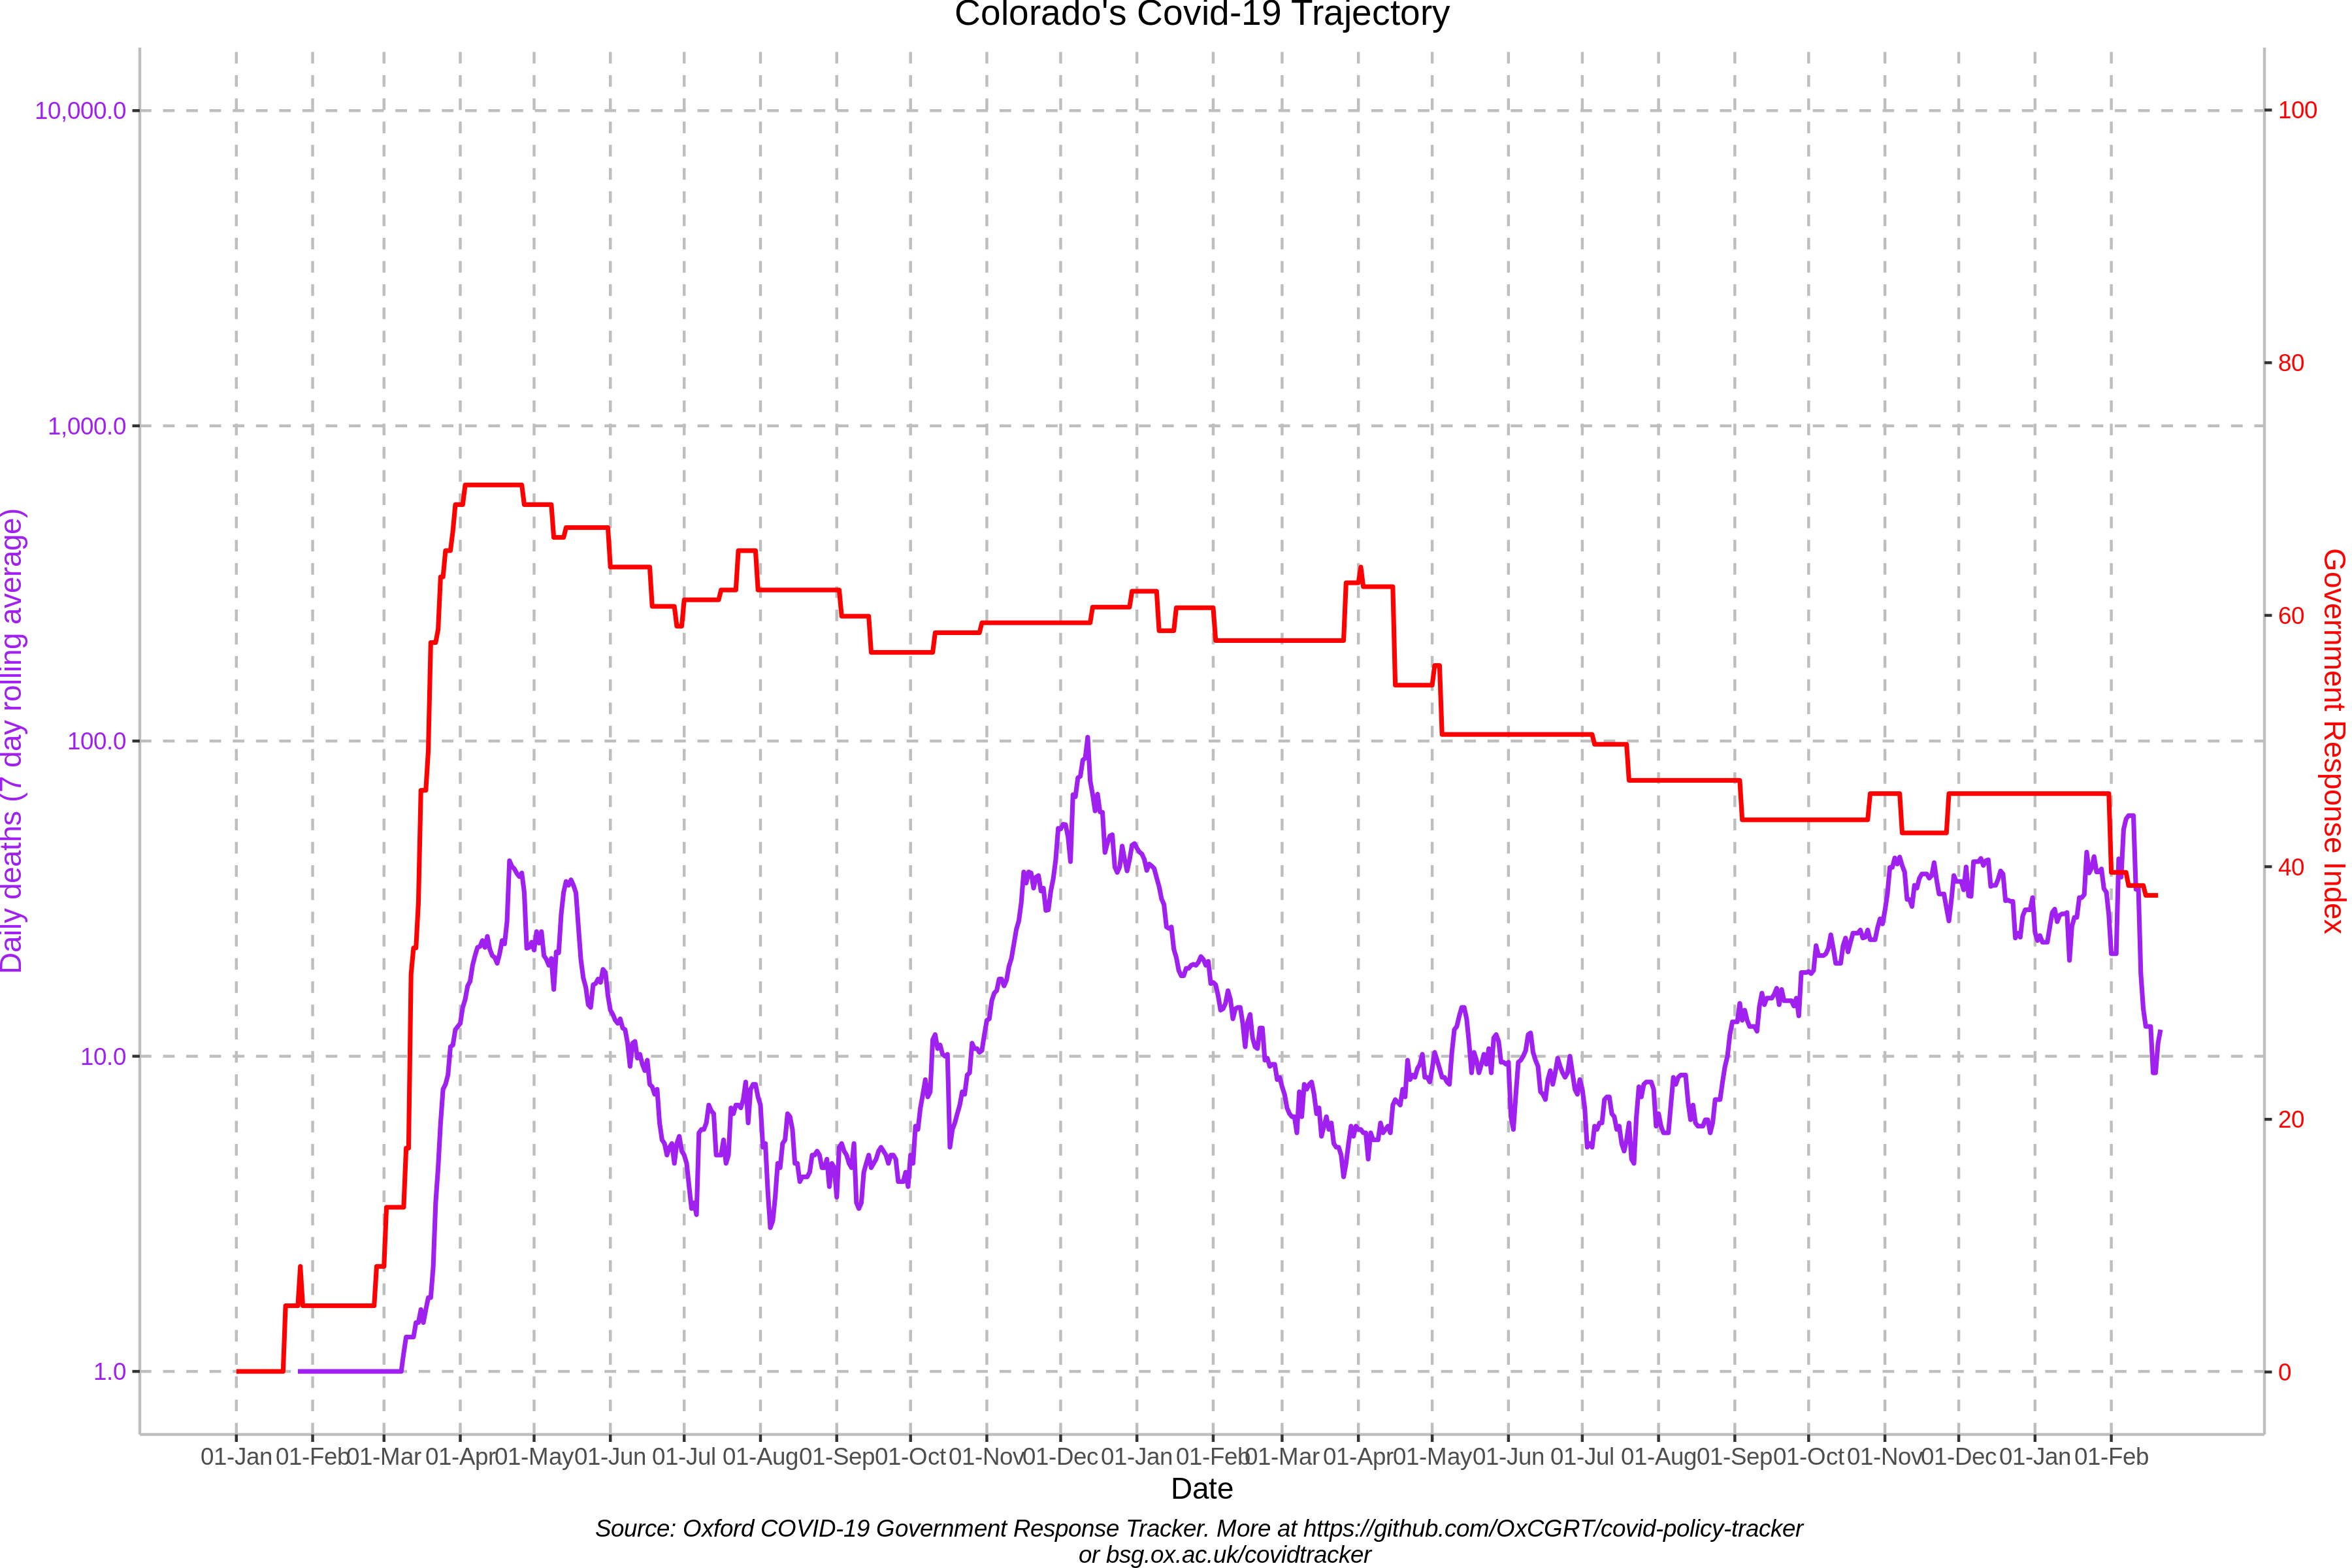 Colorado's Covid-19 Trajectory
10,000.0
1,000.0
100.0
10.0
1.0
Daily deaths (7 day rolling average)
100
80
60
40
20
0
Government Response Index
01-Jan 01-Feb 01-Mar 01-Apr 01-May 01-Jun 01-Jul 01-Aug 01-Sep 01-Oct 01-Nov 01-Dec 01-Jan 01-Feb 01-Mar 01-Apr 01-May 01-Jun 01-Jul 01-Aug 01-Sep 01-Oct 01-Nov 01-Dec 01-Jan 01-Feb
Date
Source: Oxford COVID-19 Government Response Tracker. More at https://github.com/OxCGRT/covid-policy-tracker
or bsg.ox.ac.uk/covidtracker